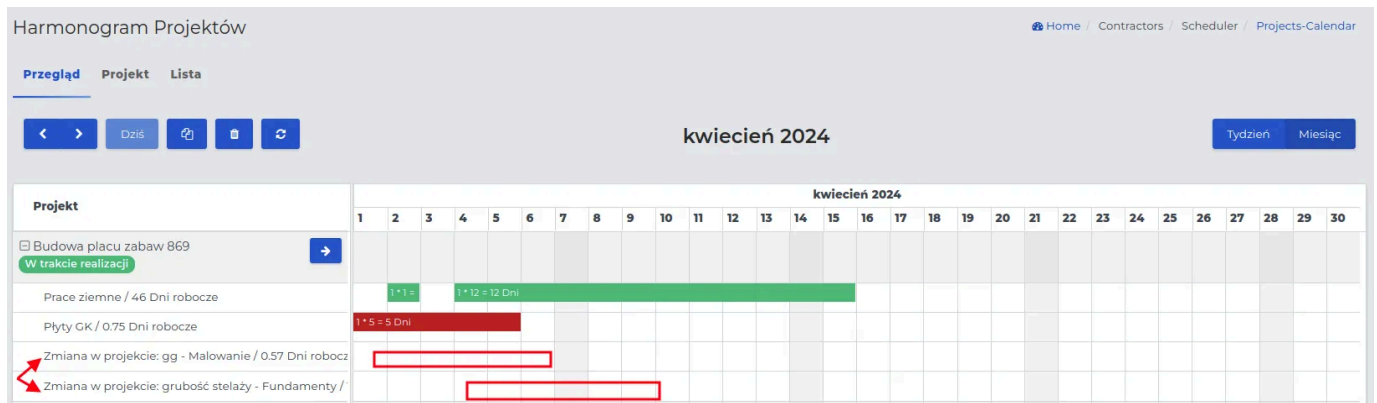 Harmonogram Projektów
Home / Contractors / Scheduler / Projects-Calendar
Przegląd Projekt Lista
Dziś
kwiecień 2024
Tydzień Miesiąc
Projekt
kwiecień 2024
1 2 3 4 5 6 7 8 9 10 11 12 13 14 15 16 17 18 19 20 21 22 23 24 25 26 27 28 29 30
Budowa placu zabaw 869
W trakcie realizacji
Prace ziemne / 46 Dni robocze
1 * 1 =
1 * 12 = 12 Dni
Płyty GK / 0.75 Dni robocze
1 * 5 = 5 Dni
Zmiana w projekcie: gg - Malowanie / 0.57 Dni robocz
Zmiana w projekcie: grubość stelaży - Fundamenty /